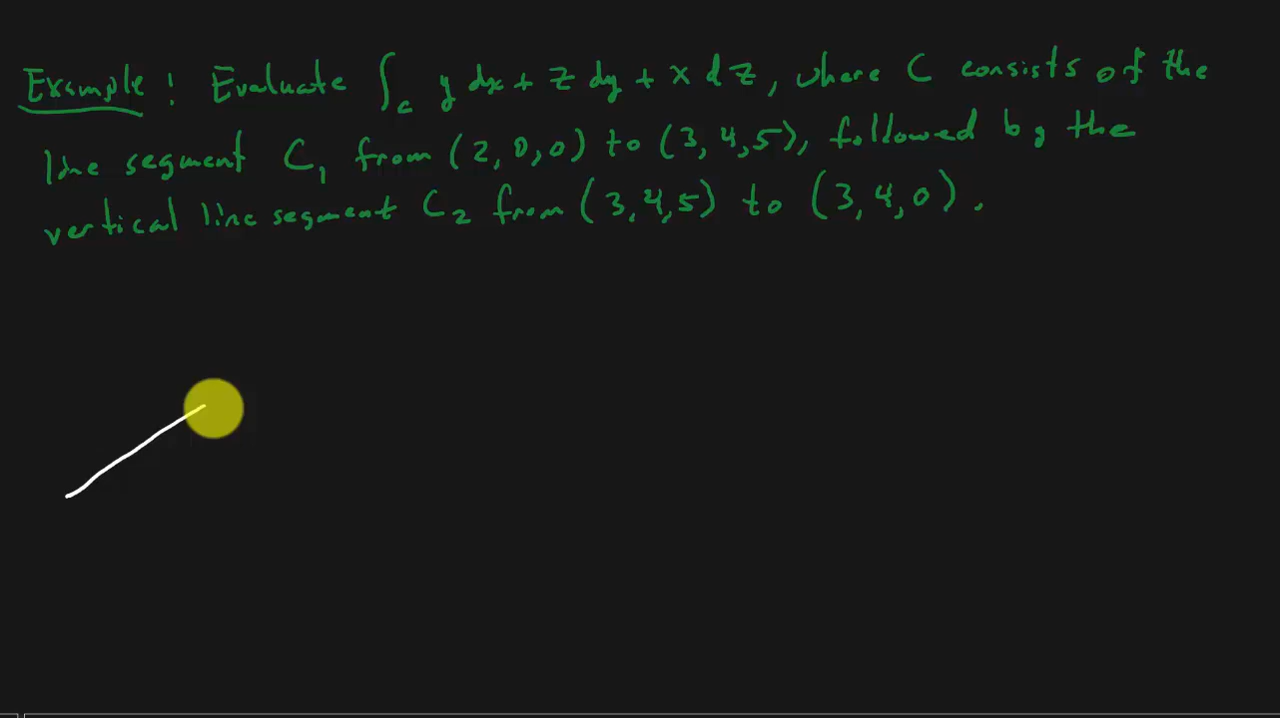 Example: Evaluate ∫_C y dx + z dy + x dz, where C consists of the
line segment C₁ from (2,0,0) to (3,4,5), followed by the
vertical line segment C₂ from (3,4,5) to (3,4,0).